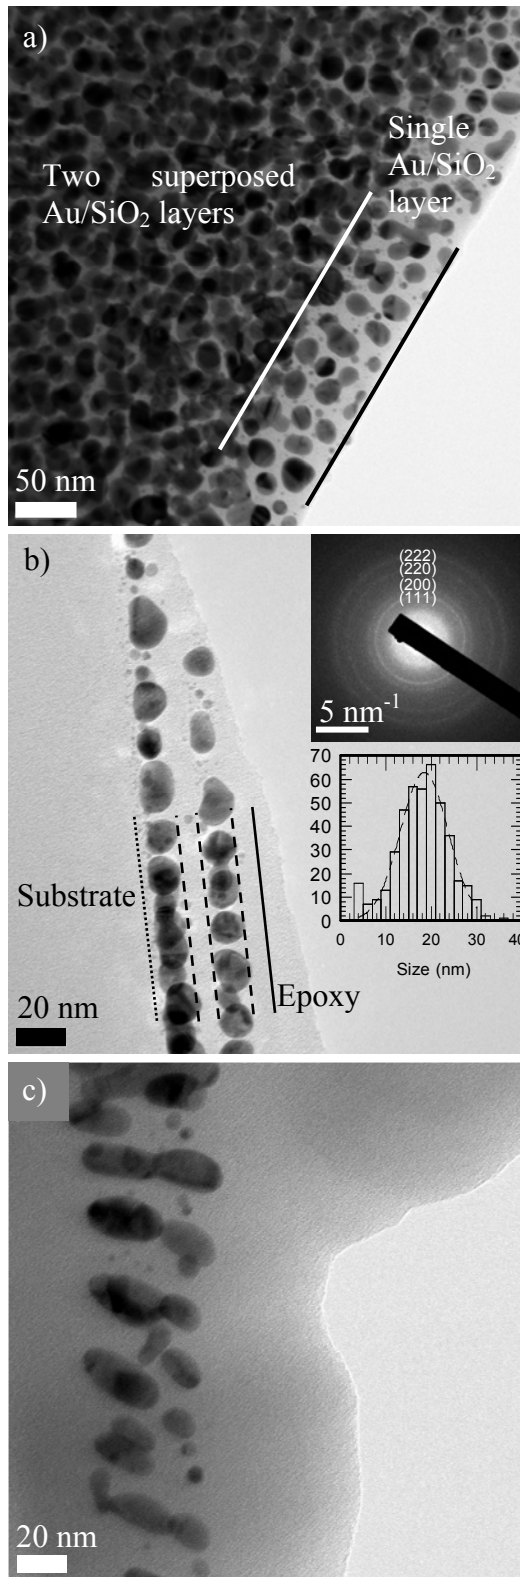 a)
Single
Au/SiO₂
layer
Two superposed
Au/SiO₂ layers
50 nm
b)
(222)
(220)
(200)
(111)
5 nm⁻¹
70
60
50
40
30
20
10
0
0 10 20 30 40
Size (nm)
Substrate
Epoxy
20 nm
c)
20 nm